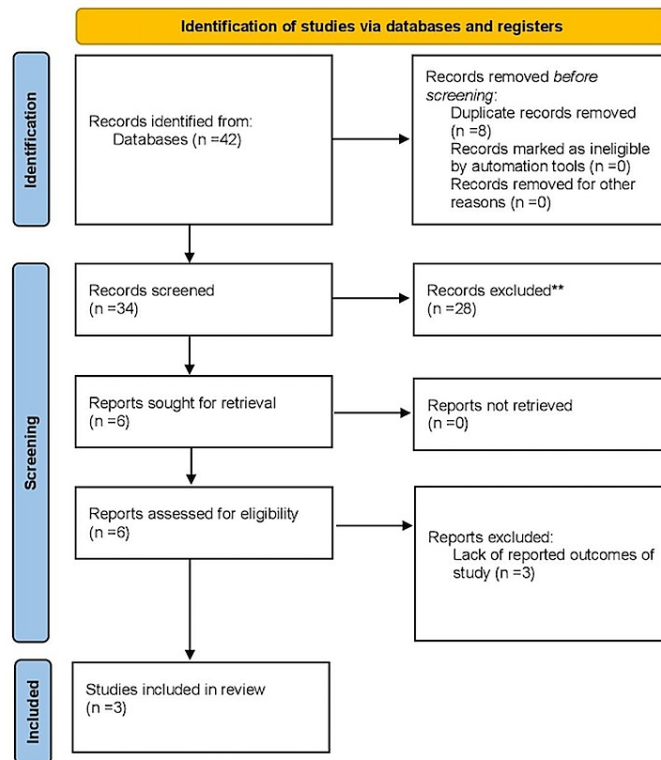 Identification of studies via databases and registers
Identification
Records identified from:
Databases (n =42)
Records removed before
screening:
Duplicate records removed
(n =8)
Records marked as ineligible
by automation tools (n =0)
Records removed for other
reasons (n =0)
Screening
Records screened
(n =34)
Records excluded**
(n =28)
Reports sought for retrieval
(n =6)
Reports not retrieved
(n =0)
Reports assessed for eligibility
(n =6)
Reports excluded:
Lack of reported outcomes of
study (n =3)
Included
Studies included in review
(n =3)